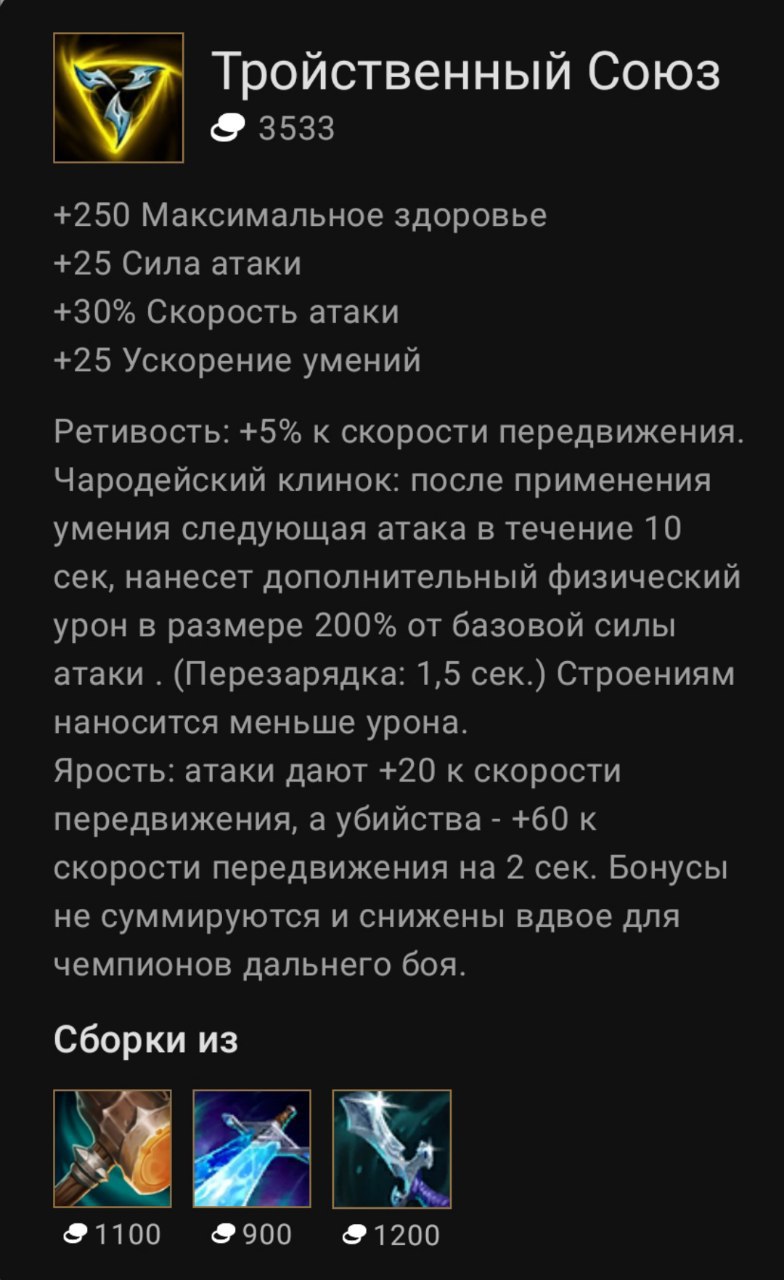 Тройственный Союз
3533
+250 Максимальное здоровье
+25 Сила атаки
+30% Скорость атаки
+25 Ускорение умений
Ретивость: +5% к скорости передвижения.
Чародейский клинок: после применения
умения следующая атака в течение 10
сек, нанесет дополнительный физический
урон в размере 200% от базовой силы
атаки . (Перезарядка: 1,5 сек.) Строениям
наносится меньше урона.
Ярость: атаки дают +20 к скорости
передвижения, а убийства - +60 к
скорости передвижения на 2 сек. Бонусы
не суммируются и снижены вдвое для
чемпионов дальнего боя.
Сборки из
1100 900 1200